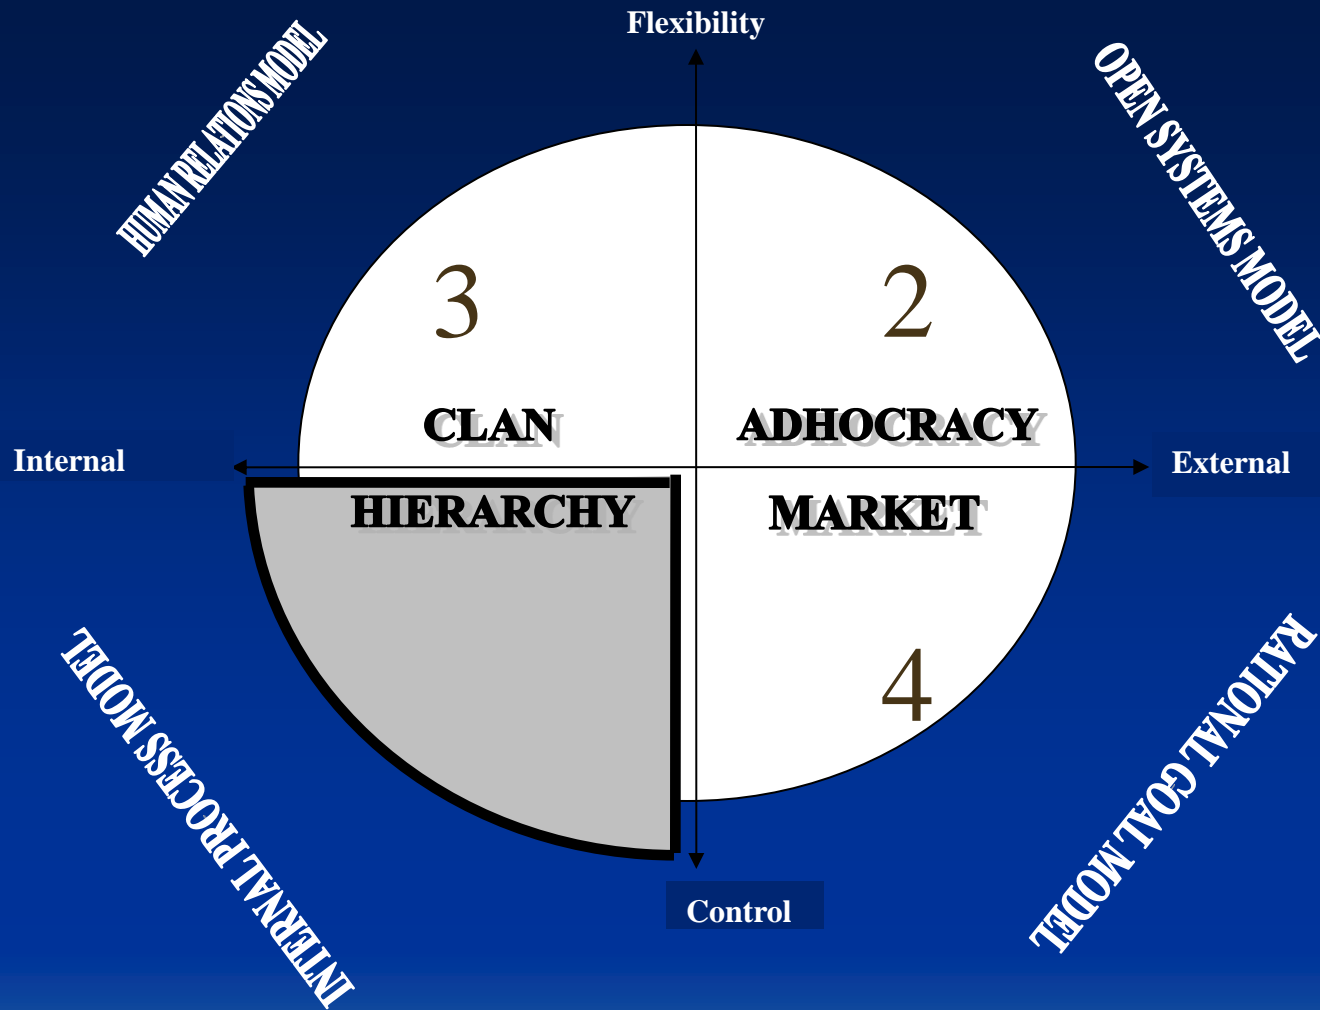 Flexibility
HUMAN RELATIONS MODEL
OPEN SYSTEMS MODEL
3
2
CLAN
ADHOCRACY
Internal
External
HIERARCHY
MARKET
4
INTERNAL PROCESS MODEL
RATIONAL GOAL MODEL
Control